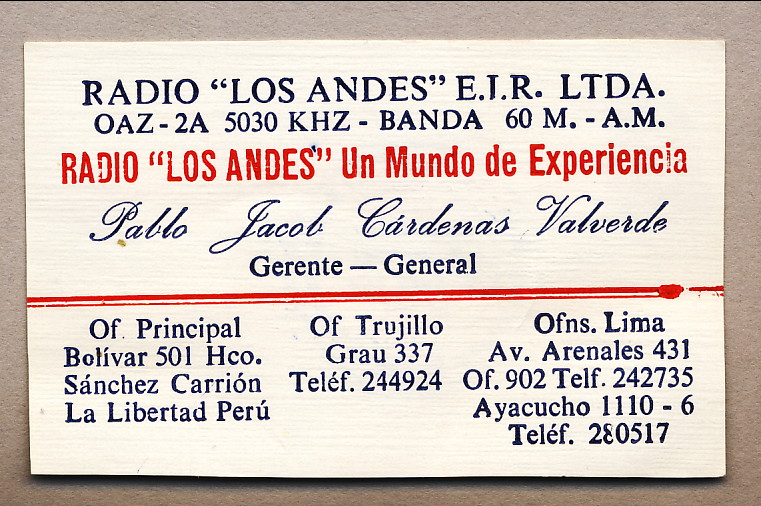 RADIO "LOS ANDES" E.I.R. LTDA.
OAZ-2A 5030 KHZ - BANDA 60 M. - A.M.
RADIO "LOS ANDES" Un Mundo de Experiencia
Pablo Jacob Cárdenas Valverde
Gerente — General
Of. Principal
Bolívar 501 Hco.
Sánchez Carrión
La Libertad Perú
Of Trujillo
Grau 337
Teléf. 244924
Ofns. Lima
Av. Arenales 431
Of. 902 Telf. 242735
Ayacucho 1110 - 6
Teléf. 280517